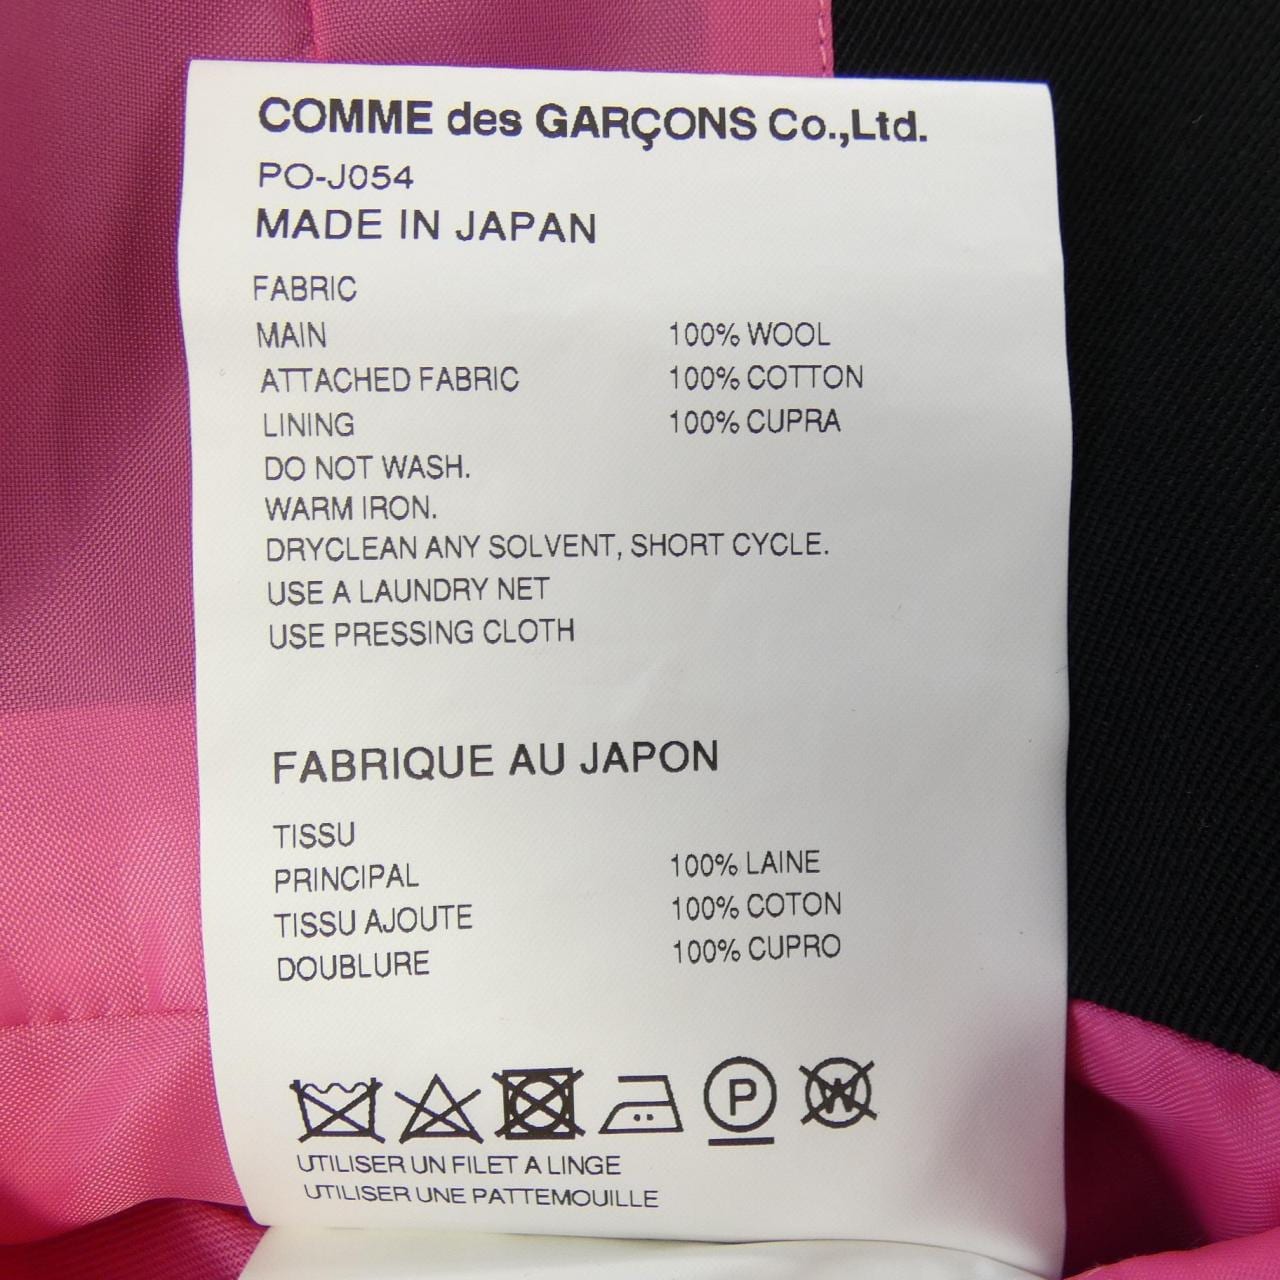 COMME des GARÇONS Co.,Ltd.
PO-J054
MADE IN JAPAN
FABRIC
MAIN 100% WOOL
ATTACHED FABRIC 100% COTTON
LINING 100% CUPRA
DO NOT WASH.
WARM IRON.
DRYCLEAN ANY SOLVENT, SHORT CYCLE.
USE A LAUNDRY NET
USE PRESSING CLOTH
FABRIQUE AU JAPON
TISSU
PRINCIPAL 100% LAINE
TISSU AJOUTE 100% COTON
DOUBLURE 100% CUPRO
P W
UTILISER UN FILET A LINGE
UTILISER UNE PATTEMOUILLE